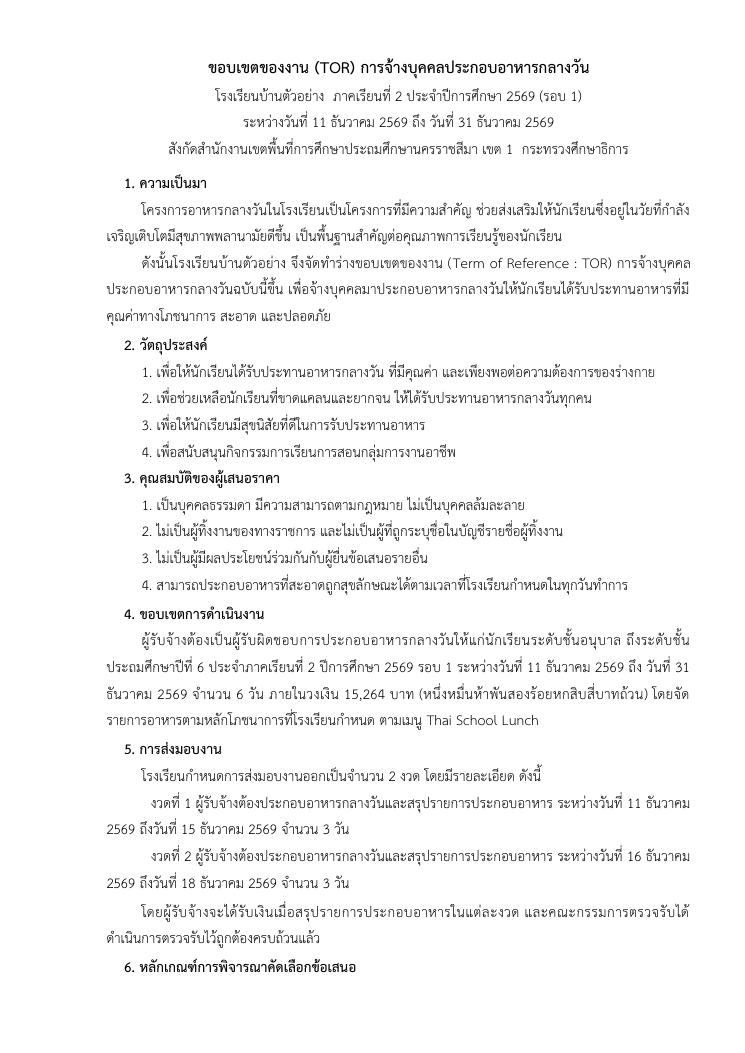 ขอบเขตของงาน (TOR) การจ้างบุคคลประกอบอาหารกลางวัน
โรงเรียนบ้านตัวอย่าง ภาคเรียนที่ 2 ประจำปีการศึกษา 2569 (รอบ 1)
ระหว่างวันที่ 11 ธันวาคม 2569 ถึง วันที่ 31 ธันวาคม 2569
สังกัดสำนักงานเขตพื้นที่การศึกษาประถมศึกษานครราชสีมา เขต 1 กระทรวงศึกษาธิการ
1. ความเป็นมา
โครงการอาหารกลางวันในโรงเรียนเป็นโครงการที่มีความสำคัญ ช่วยส่งเสริมให้นักเรียนซึ่งอยู่ในวัยที่กำลัง
เจริญเติบโตมีสุขภาพพลานามัยดีขึ้น เป็นพื้นฐานสำคัญต่อคุณภาพการเรียนรู้ของนักเรียน
ดังนั้นโรงเรียนบ้านตัวอย่าง จึงจัดทำร่างขอบเขตของงาน (Term of Reference : TOR) การจ้างบุคคล
ประกอบอาหารกลางวันฉบับนี้ขึ้น เพื่อจ้างบุคคลมาประกอบอาหารกลางวันให้นักเรียนได้รับประทานอาหารที่มี
คุณค่าทางโภชนาการ สะอาด และปลอดภัย
2. วัตถุประสงค์
1. เพื่อให้นักเรียนได้รับประทานอาหารกลางวัน ที่มีคุณค่า และเพียงพอต่อความต้องการของร่างกาย
2. เพื่อช่วยเหลือนักเรียนที่ขาดแคลนและยากจน ให้ได้รับประทานอาหารกลางวันทุกคน
3. เพื่อให้นักเรียนมีสุขนิสัยที่ดีในการรับประทานอาหาร
4. เพื่อสนับสนุนกิจกรรมการเรียนการสอนกลุ่มการงานอาชีพ
3. คุณสมบัติของผู้เสนอราคา
1. เป็นบุคคลธรรมดา มีความสามารถตามกฎหมาย ไม่เป็นบุคคลล้มละลาย
2. ไม่เป็นผู้ทิ้งงานของทางราชการ และไม่เป็นผู้ที่ถูกระบุชื่อในบัญชีรายชื่อผู้ทิ้งงาน
3. ไม่เป็นผู้มีผลประโยชน์ร่วมกันกับผู้ยื่นข้อเสนอรายอื่น
4. สามารถประกอบอาหารที่สะอาดถูกสุขลักษณะได้ตามเวลาที่โรงเรียนกำหนดในทุกวันทำการ
4. ขอบเขตการดำเนินงาน
ผู้รับจ้างต้องเป็นผู้รับผิดชอบการประกอบอาหารกลางวันให้แก่นักเรียนระดับชั้นอนุบาล ถึงระดับชั้น
ประถมศึกษาปีที่ 6 ประจำภาคเรียนที่ 2 ปีการศึกษา 2569 รอบ 1 ระหว่างวันที่ 11 ธันวาคม 2569 ถึง วันที่ 31
ธันวาคม 2569 จำนวน 6 วัน ภายในวงเงิน 15,264 บาท (หนึ่งหมื่นห้าพันสองร้อยหกสิบสี่บาทถ้วน) โดยจัด
รายการอาหารตามหลักโภชนาการที่โรงเรียนกำหนด ตามเมนู Thai School Lunch
5. การส่งมอบงาน
โรงเรียนกำหนดการส่งมอบงานออกเป็นจำนวน 2 งวด โดยมีรายละเอียด ดังนี้
งวดที่ 1 ผู้รับจ้างต้องประกอบอาหารกลางวันและสรุปรายการประกอบอาหาร ระหว่างวันที่ 11 ธันวาคม
2569 ถึงวันที่ 15 ธันวาคม 2569 จำนวน 3 วัน
งวดที่ 2 ผู้รับจ้างต้องประกอบอาหารกลางวันและสรุปรายการประกอบอาหาร ระหว่างวันที่ 16 ธันวาคม
2569 ถึงวันที่ 18 ธันวาคม 2569 จำนวน 3 วัน
โดยผู้รับจ้างจะได้รับเงินเมื่อสรุปรายการประกอบอาหารในแต่ละงวด และคณะกรรมการตรวจรับได้
ดำเนินการตรวจรับไว้ถูกต้องครบถ้วนแล้ว
6. หลักเกณฑ์การพิจารณาคัดเลือกข้อเสนอ